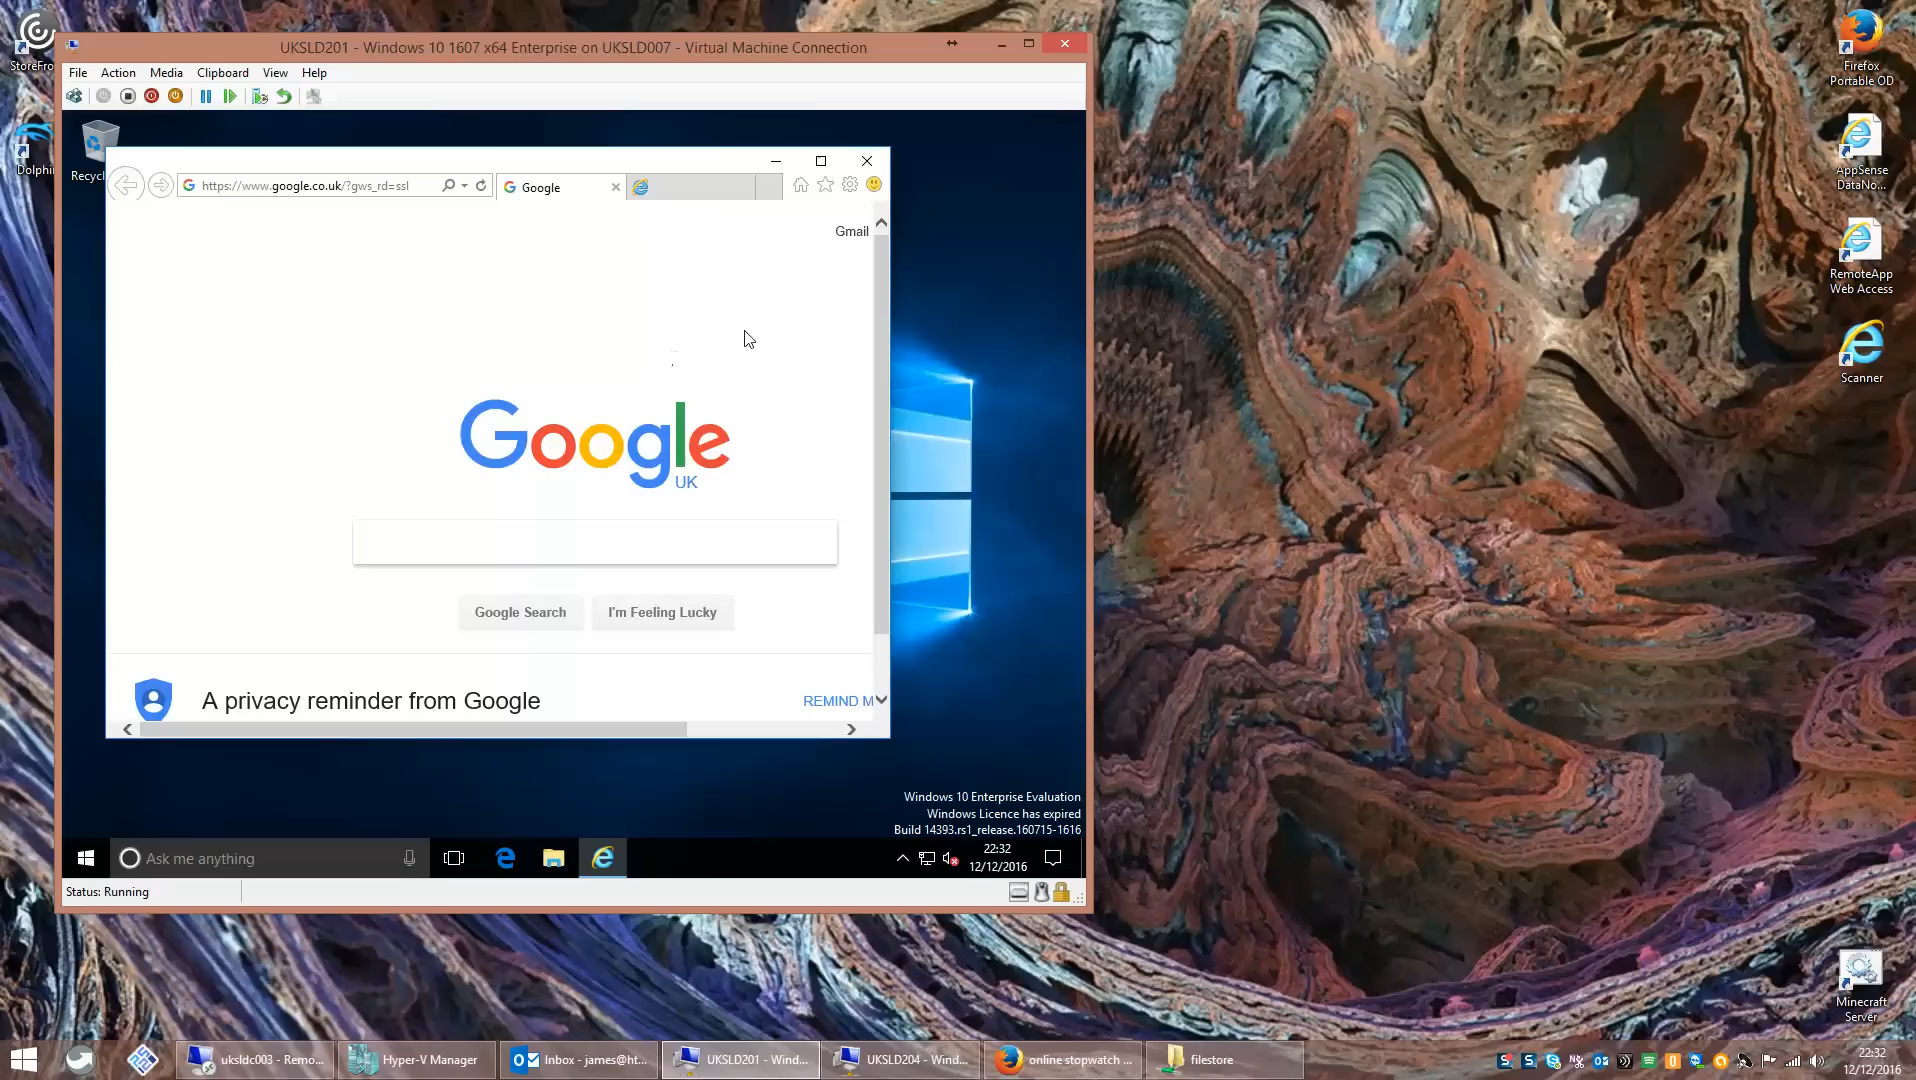 StoreFro
Dolphin
UKSLD201 - Windows 10 1607 x64 Enterprise on UKSLD007 - Virtual Machine Connection
File Action Media Clipboard View Help
Recycl
https://www.google.co.uk/?gws_rd=ssl
Google
Gmail
Google
UK
Google Search
I'm Feeling Lucky
A privacy reminder from Google
REMIND M
Windows 10 Enterprise Evaluation
Windows Licence has expired
Build 14393.rs1_release.160715-1616
Ask me anything
22:32
12/12/2016
Status: Running
Firefox
Portable OD
AppSense
DataNo...
RemoteApp
Web Access
Scanner
Minecraft
Server
uksldc003 - Remo...
Hyper-V Manager
Inbox - james@ht...
UKSLD201 - Wind...
UKSLD204 - Wind...
online stopwatch ...
filestore
22:32
12/12/2016